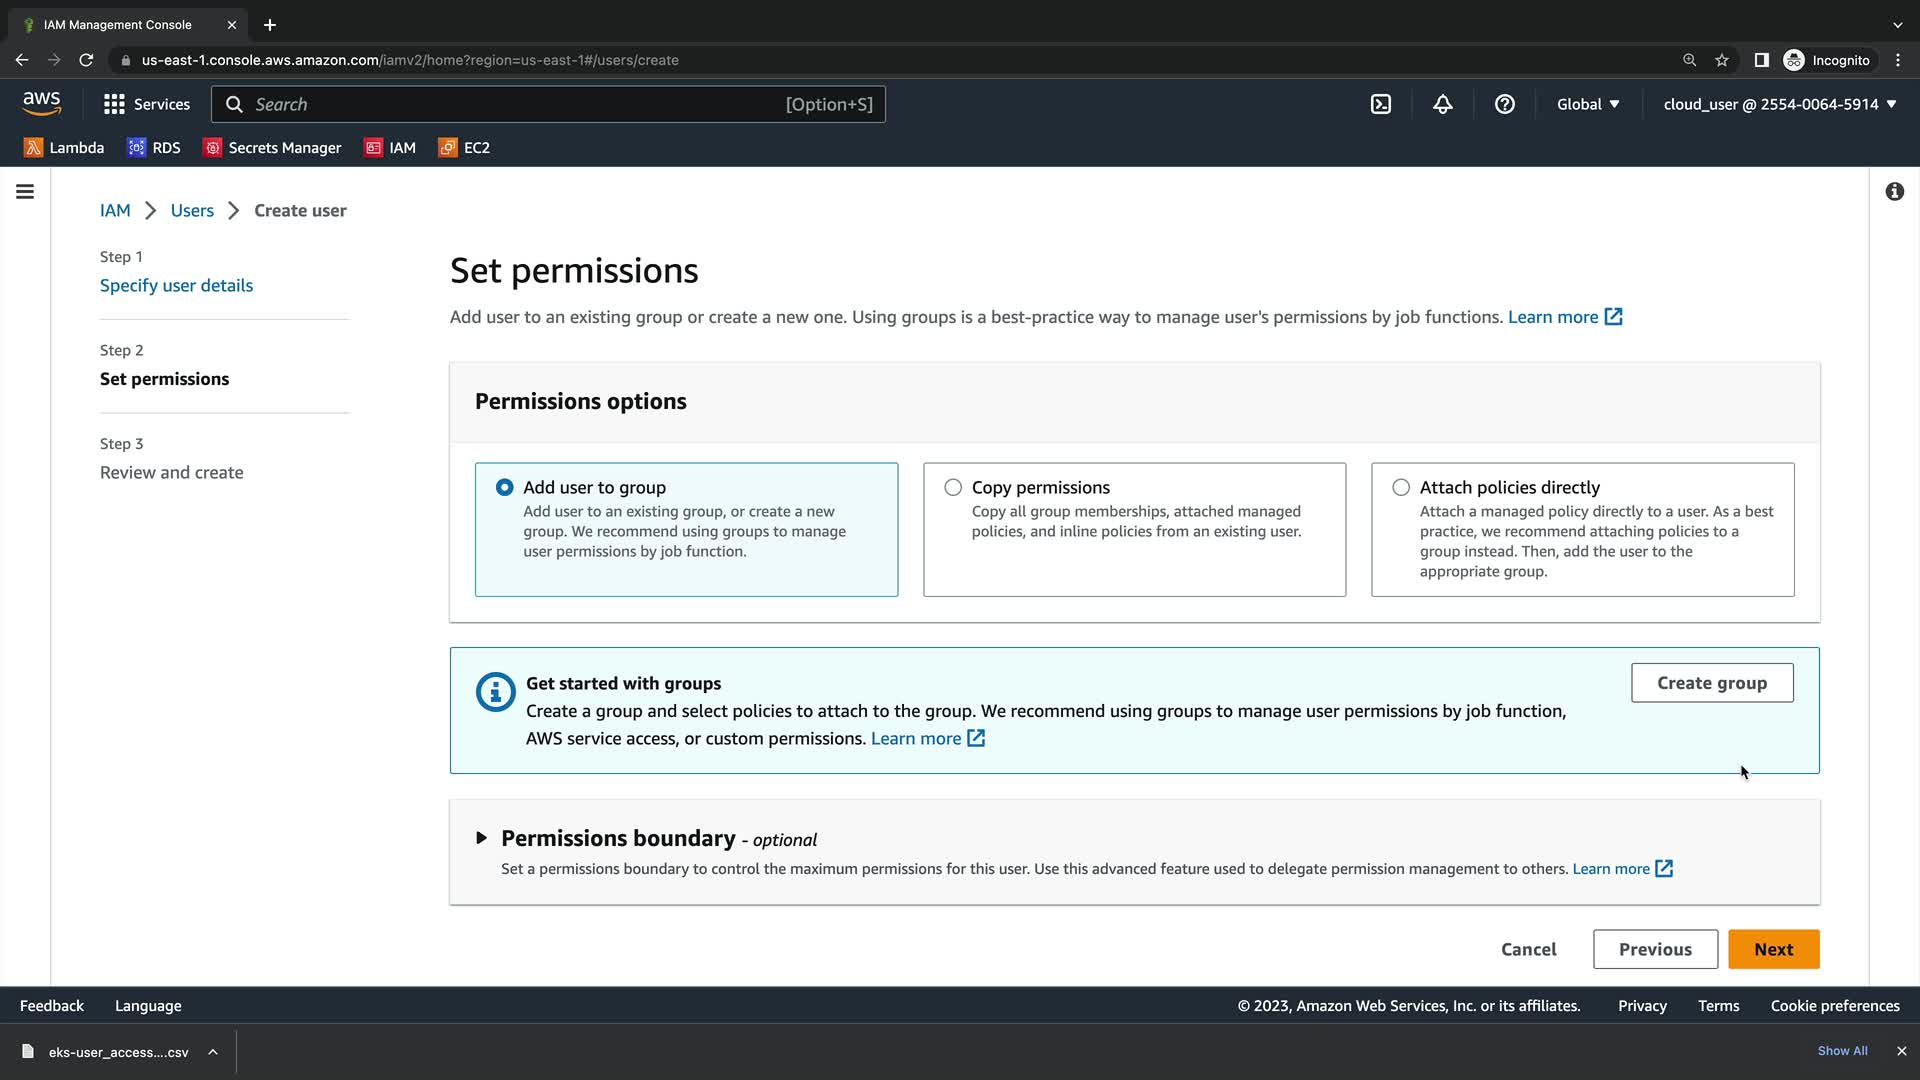 IAM Management Console
us-east-1.console.aws.amazon.com/iamv2/home?region=us-east-1#/users/create
Incognito
aws
Services
Search
[Option+S]
Global
cloud_user @ 2554-0064-5914
Lambda
RDS
Secrets Manager
IAM
EC2
IAM
Users
Create user
Step 1
Specify user details
Step 2
Set permissions
Step 3
Review and create
Set permissions
Add user to an existing group or create a new one. Using groups is a best-practice way to manage user's permissions by job functions. Learn more
Permissions options
Add user to group
Add user to an existing group, or create a new
group. We recommend using groups to manage
user permissions by job function.
Copy permissions
Copy all group memberships, attached managed
policies, and inline policies from an existing user.
Attach policies directly
Attach a managed policy directly to a user. As a best
practice, we recommend attaching policies to a
group instead. Then, add the user to the
appropriate group.
Get started with groups
Create a group and select policies to attach to the group. We recommend using groups to manage user permissions by job function,
AWS service access, or custom permissions. Learn more
Create group
Permissions boundary - optional
Set a permissions boundary to control the maximum permissions for this user. Use this advanced feature used to delegate permission management to others. Learn more
Cancel
Previous
Next
Feedback
Language
© 2023, Amazon Web Services, Inc. or its affiliates.
Privacy
Terms
Cookie preferences
eks-user_access....csv
Show All